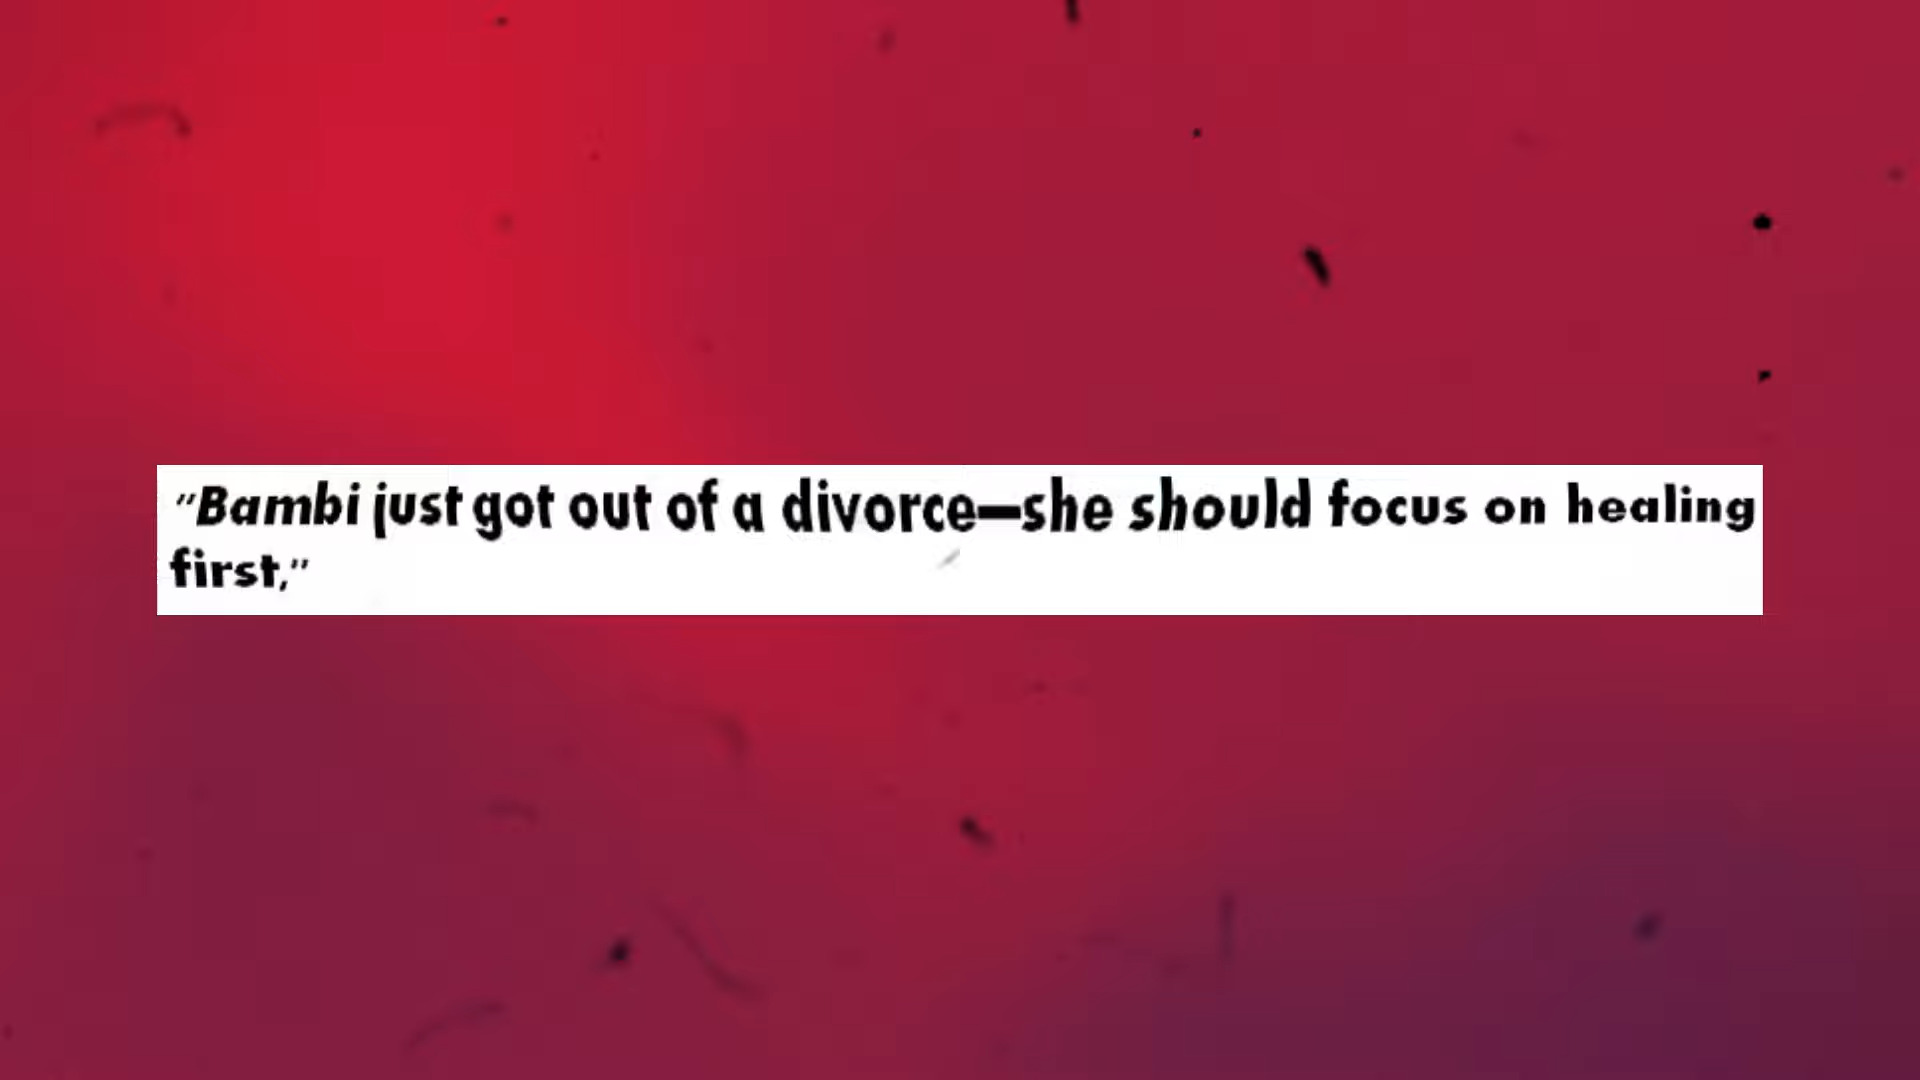 "Bambi just got out of a divorce—she should focus on healing
first,"